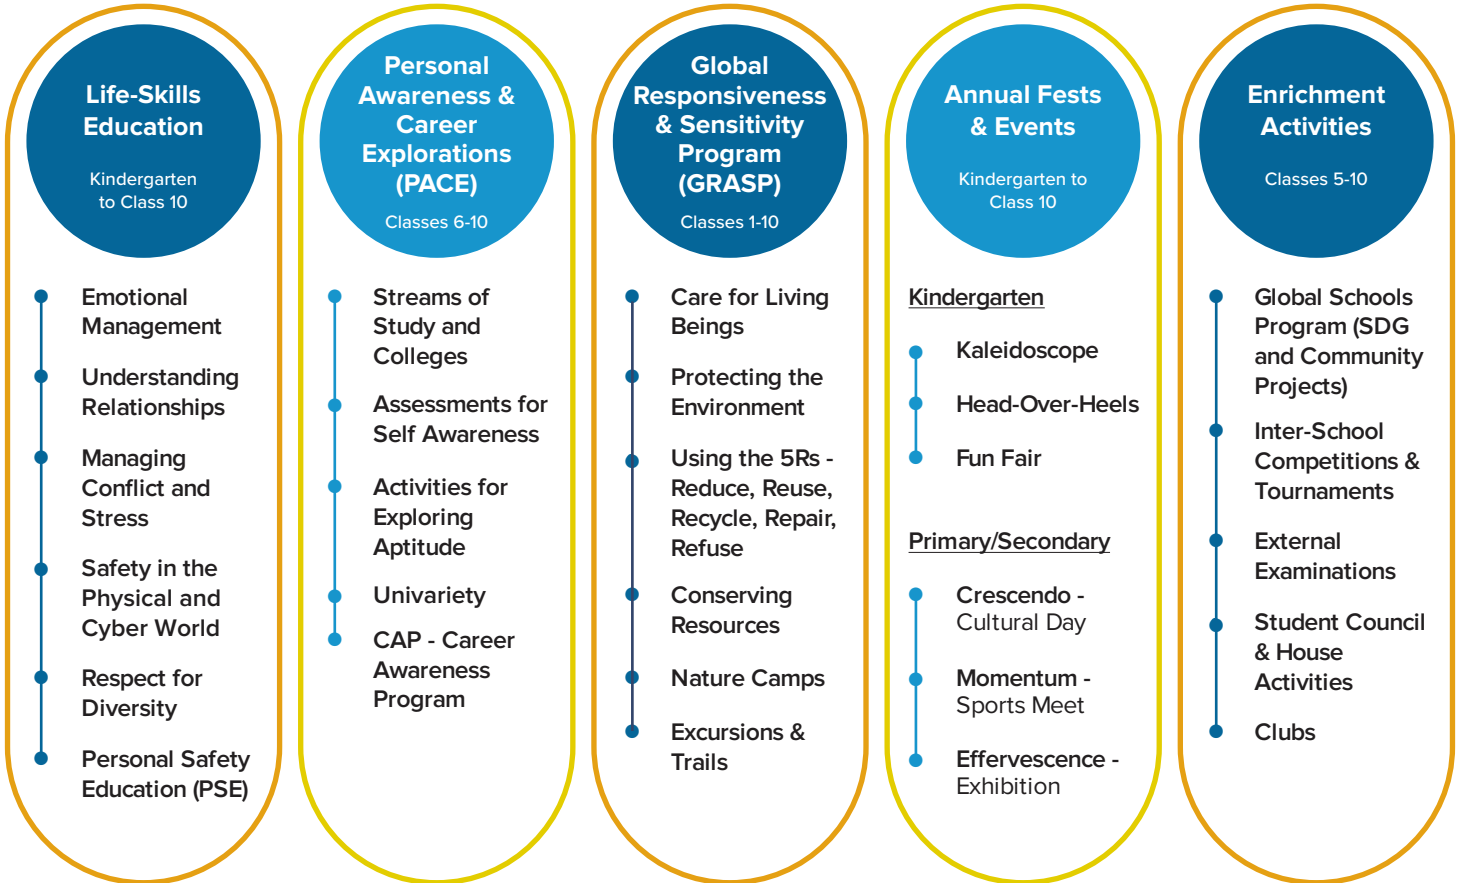 Life-Skills
Education
Kindergarten
to Class 10
Emotional
Management
Understanding
Relationships
Managing
Conflict and
Stress
Safety in the
Physical and
Cyber World
Respect for
Diversity
Personal Safety
Education (PSE)
Personal
Awareness &
Career
Explorations
(PACE)
Classes 6-10
Streams of
Study and
Colleges
Assessments for
Self Awareness
Activities for
Exploring
Aptitude
Univariety
CAP - Career
Awareness
Program
Global
Responsiveness
& Sensitivity
Program
(GRASP)
Classes 1-10
Care for Living
Beings
Protecting the
Environment
Using the 5Rs -
Reduce, Reuse,
Recycle, Repair,
Refuse
Conserving
Resources
Nature Camps
Excursions &
Trails
Annual Fests
& Events
Kindergarten to
Class 10
Kindergarten
Kaleidoscope
Head-Over-Heels
Fun Fair
Primary/Secondary
Crescendo -
Cultural Day
Momentum -
Sports Meet
Effervescence -
Exhibition
Enrichment
Activities
Classes 5-10
Global Schools
Program (SDG
and Community
Projects)
Inter-School
Competitions &
Tournaments
External
Examinations
Student Council
& House
Activities
Clubs